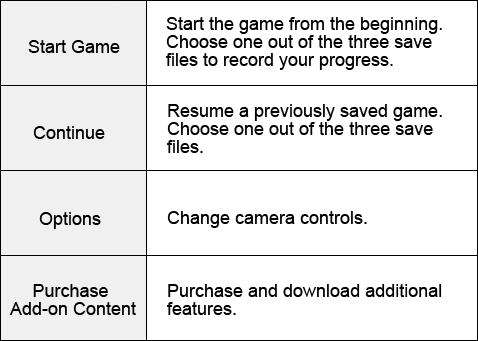 Start Game
Start the game from the beginning.
Choose one out of the three save
files to record your progress.
Continue
Resume a previously saved game.
Choose one out of the three save
files.
Options
Change camera controls.
Purchase
Add-on Content
Purchase and download additional
features.